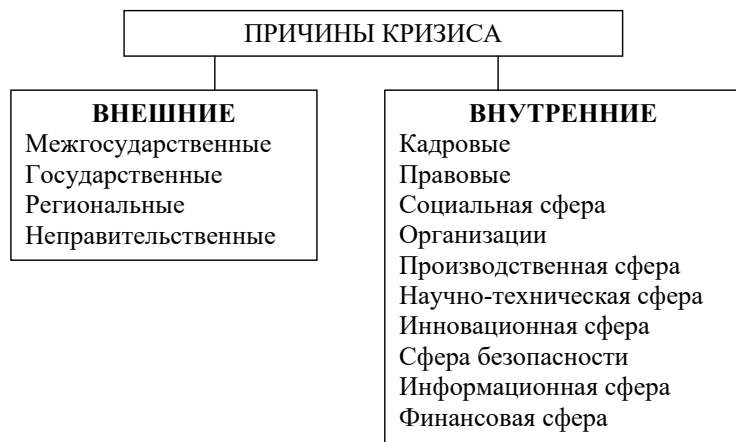 ПРИЧИНЫ КРИЗИСА
ВНЕШНИЕ
Межгосударственные
Государственные
Региональные
Неправительственные
ВНУТРЕННИЕ
Кадровые
Правовые
Социальная сфера
Организации
Производственная сфера
Научно-техническая сфера
Инновационная сфера
Сфера безопасности
Информационная сфера
Финансовая сфера